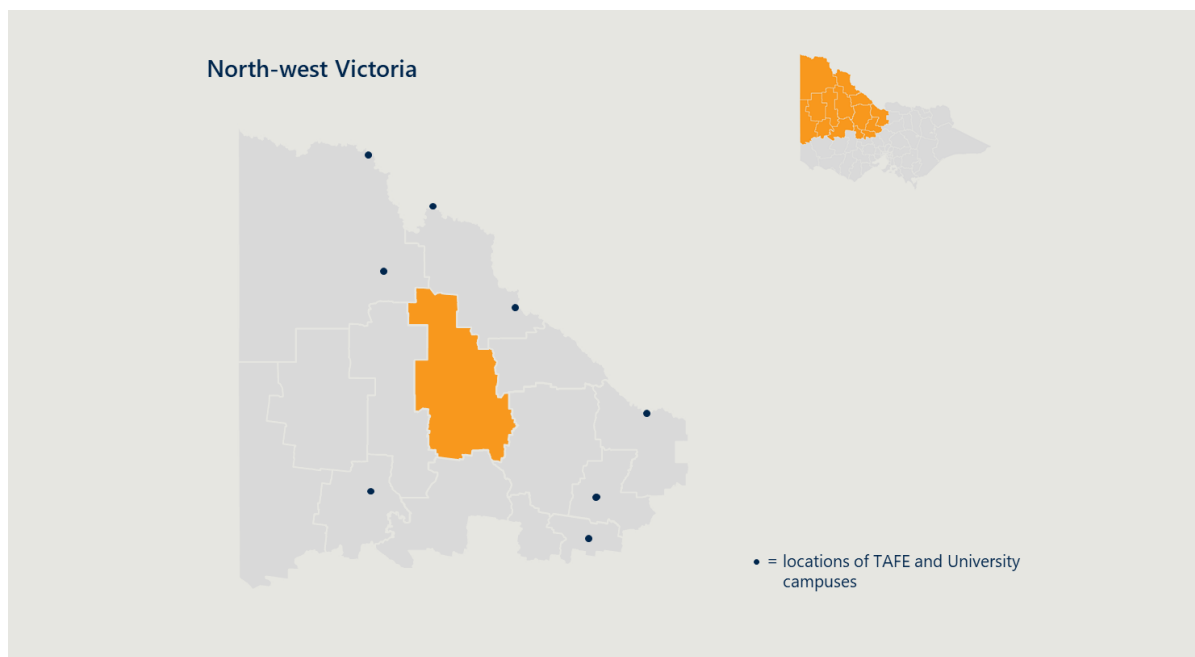 North-west Victoria
• = locations of TAFE and University
campuses